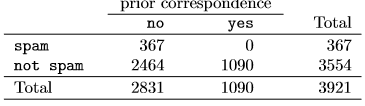 prior correspondence
no yes Total
spam 367 0 367
not spam 2464 1090 3554
Total 2831 1090 3921